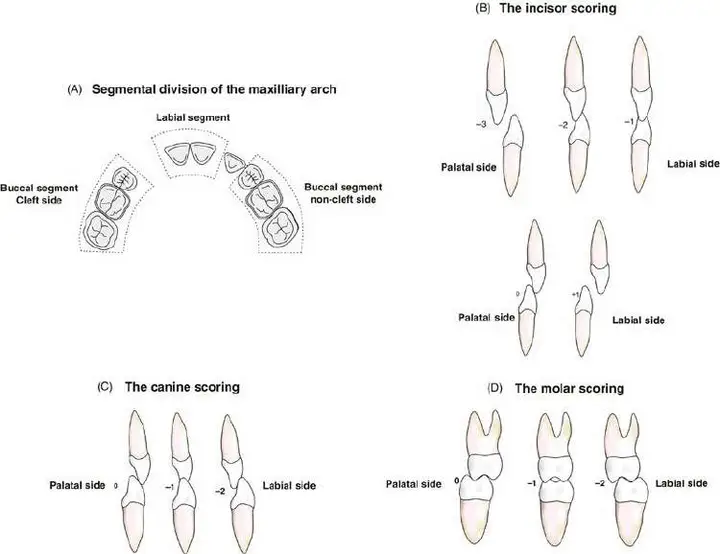 (A) Segmental division of the maxilliary arch
Labial segment
Buccal segment
Cleft side
Buccal segment
non-cleft side
(B) The incisor scoring
-3
-2
-1
Palatal side
Labial side
0
+1
Palatal side
Labial side
(C) The canine scoring
Palatal side
0
-1
-2
Labial side
(D) The molar scoring
Palatal side
0
-1
-2
Labial side